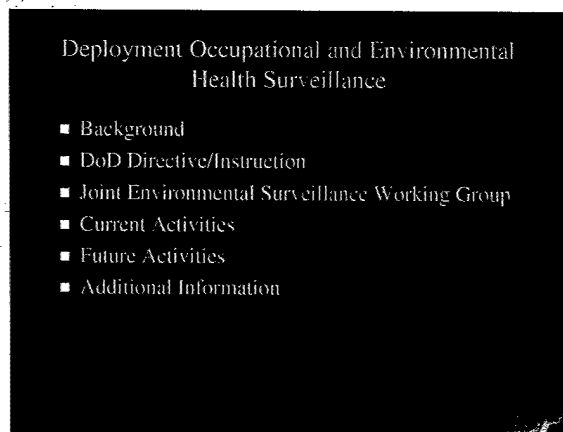 Deployment Occupational and Environmental
Health Surveillance
■ Background
■ DoD Directive/Instruction
■ Joint Environmental Surveillance Working Group
■ Current Activities
■ Future Activities
■ Additional Information